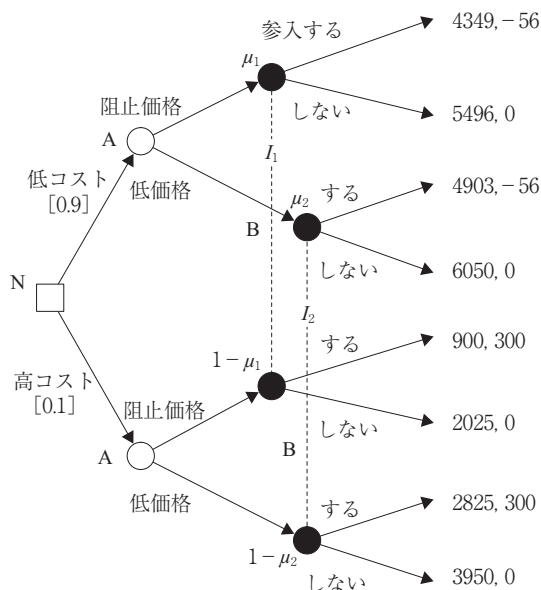 参入する
4349, −56
μ1
阻止価格
しない
5496, 0
A
I1
低コスト
[0.9]
低価格
する
4903, −56
μ2
B
しない
6050, 0
N
I2
する
900, 300
1−μ1
高コスト
[0.1]
阻止価格
しない
2025, 0
A
B
低価格
する
2825, 300
1−μ2
しない
3950, 0